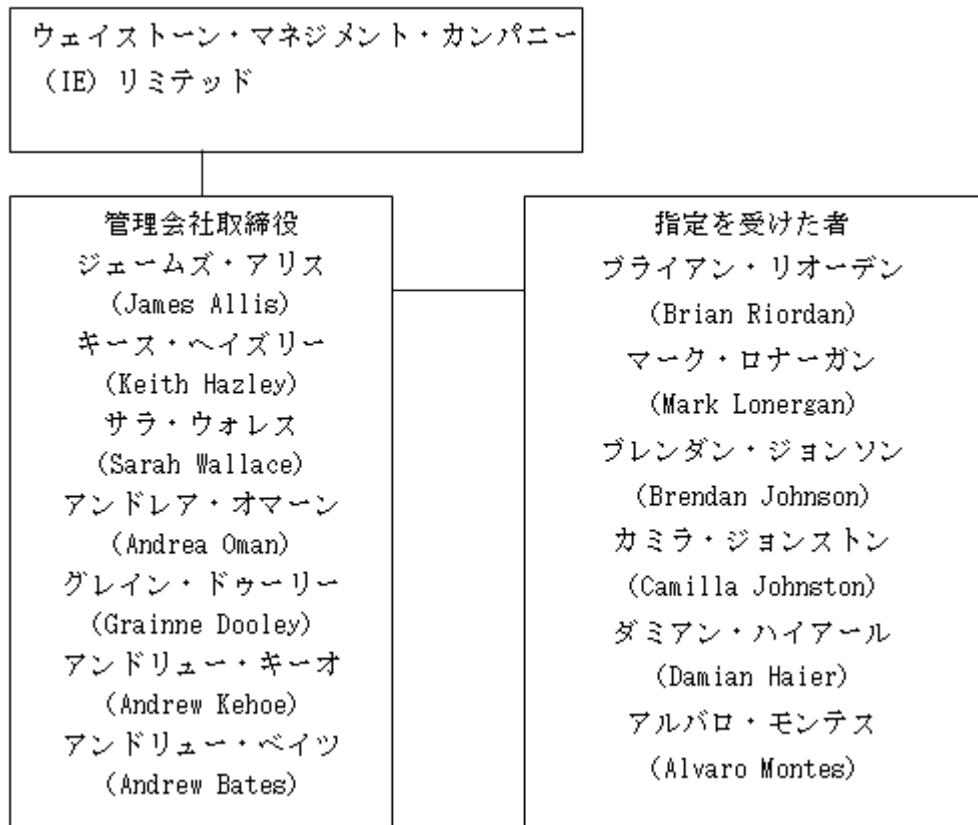 ウェイストーン・マネジメント・カンパニー
（IE）リミテッド
管理会社取締役
ジェームズ・アリス
(James Allis)
キース・ヘイズリー
(Keith Hazley)
サラ・ウォレス
(Sarah Wallace)
アンドレア・オマーン
(Andrea Oman)
グレイン・ドゥーリー
(Grainne Dooley)
アンドリュー・キーオ
(Andrew Kehoe)
アンドリュー・ベイツ
(Andrew Bates)
指定を受けた者
ブライアン・リオーデン
(Brian Riordan)
マーク・ロナーガン
(Mark Lonergan)
ブレンダン・ジョンソン
(Brendan Johnson)
カミラ・ジョンストン
(Camilla Johnston)
ダミアン・ハイアール
(Damian Haier)
アルバロ・モンテス
(Alvaro Montes)